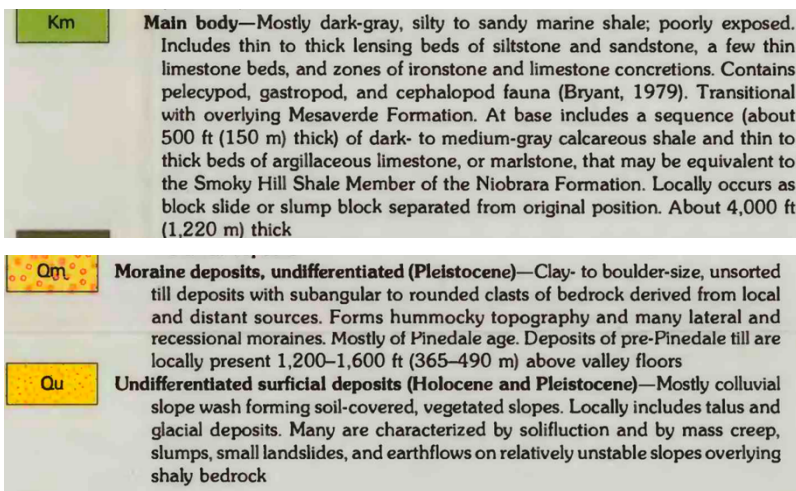 Km
Main body—Mostly dark-gray, silty to sandy marine shale; poorly exposed.
Includes thin to thick lensing beds of siltstone and sandstone, a few thin
limestone beds, and zones of ironstone and limestone concretions. Contains
pelecypod, gastropod, and cephalopod fauna (Bryant, 1979). Transitional
with overlying Mesaverde Formation. At base includes a sequence (about
500 ft (150 m) thick) of dark- to medium-gray calcareous shale and thin to
thick beds of argillaceous limestone, or marlstone, that may be equivalent to
the Smoky Hill Shale Member of the Niobrara Formation. Locally occurs as
block slide or slump block separated from original position. About 4,000 ft
(1,220 m) thick
Qm
Moraine deposits, undifferentiated (Pleistocene)—Clay- to boulder-size, unsorted
till deposits with subangular to rounded clasts of bedrock derived from local
and distant sources. Forms hummocky topography and many lateral and
recessional moraines. Mostly of Pinedale age. Deposits of pre-Pinedale till are
locally present 1,200–1,600 ft (365–490 m) above valley floors
Qu
Undifferentiated surficial deposits (Holocene and Pleistocene)—Mostly colluvial
slope wash forming soil-covered, vegetated slopes. Locally includes talus and
glacial deposits. Many are characterized by solifluction and by mass creep,
slumps, small landslides, and earthflows on relatively unstable slopes overlying
shaly bedrock